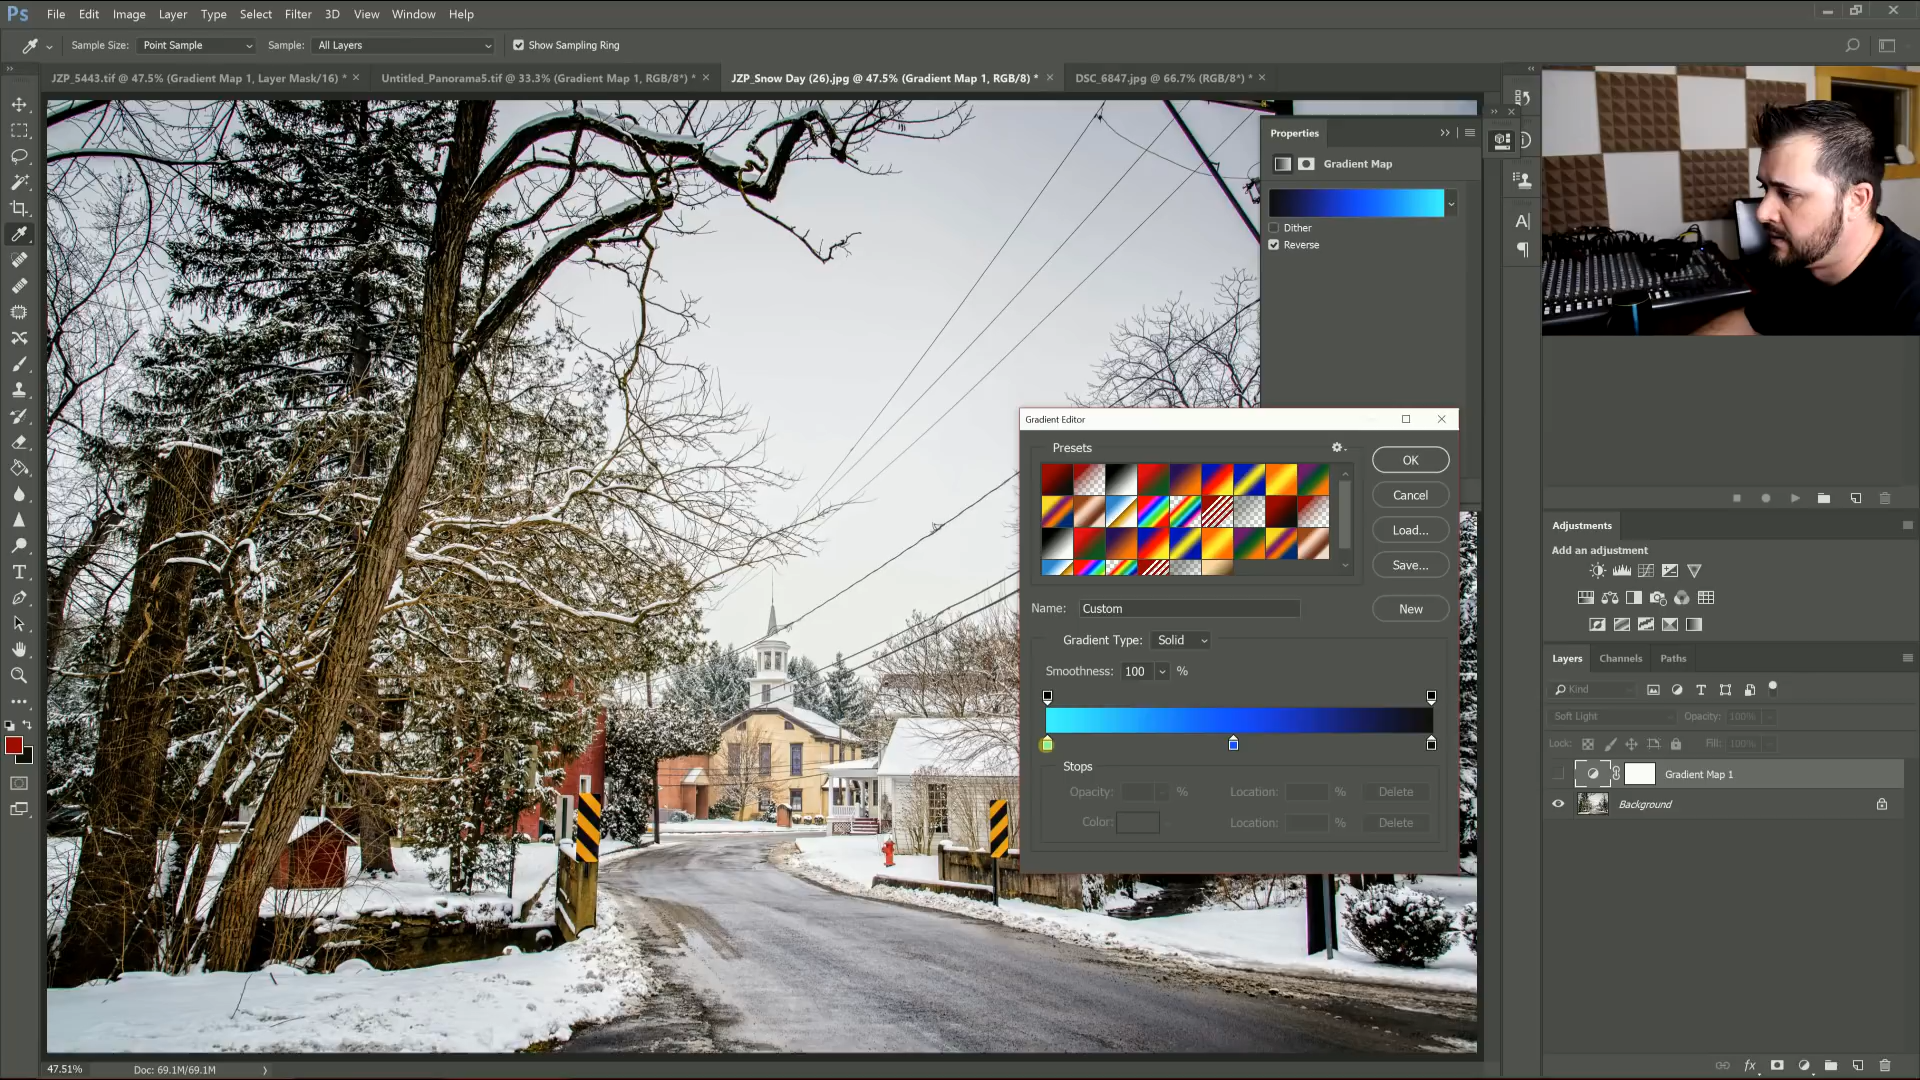 Ps File Edit Image Layer Type Select Filter 3D View Window Help
Sample Size: Point Sample Sample: All Layers Show Sampling Ring
JZP_5443.tif @ 47.5% (Gradient Map 1, Layer Mask/16) * × Untitled_Panorama5.tif @ 33.3% (Gradient Map 1, RGB/8*) * × JZP_Snow Day (26).jpg @ 47.5% (Gradient Map 1, RGB/8) * × DSC_6847.jpg @ 66.7% (RGB/8*) * ×
Properties
Gradient Map
Dither
Reverse
Gradient Editor
Presets
OK
Cancel
Load...
Save...
Name: Custom
New
Gradient Type: Solid
Smoothness: 100 %
Stops
Opacity: % Location: % Delete
Color: Location: % Delete
Adjustments
Add an adjustment
Layers Channels Paths
Kind
Soft Light Opacity: 100%
Lock: Fill: 100%
Gradient Map 1
Background
fx
47.51% Doc: 69.1M/69.1M